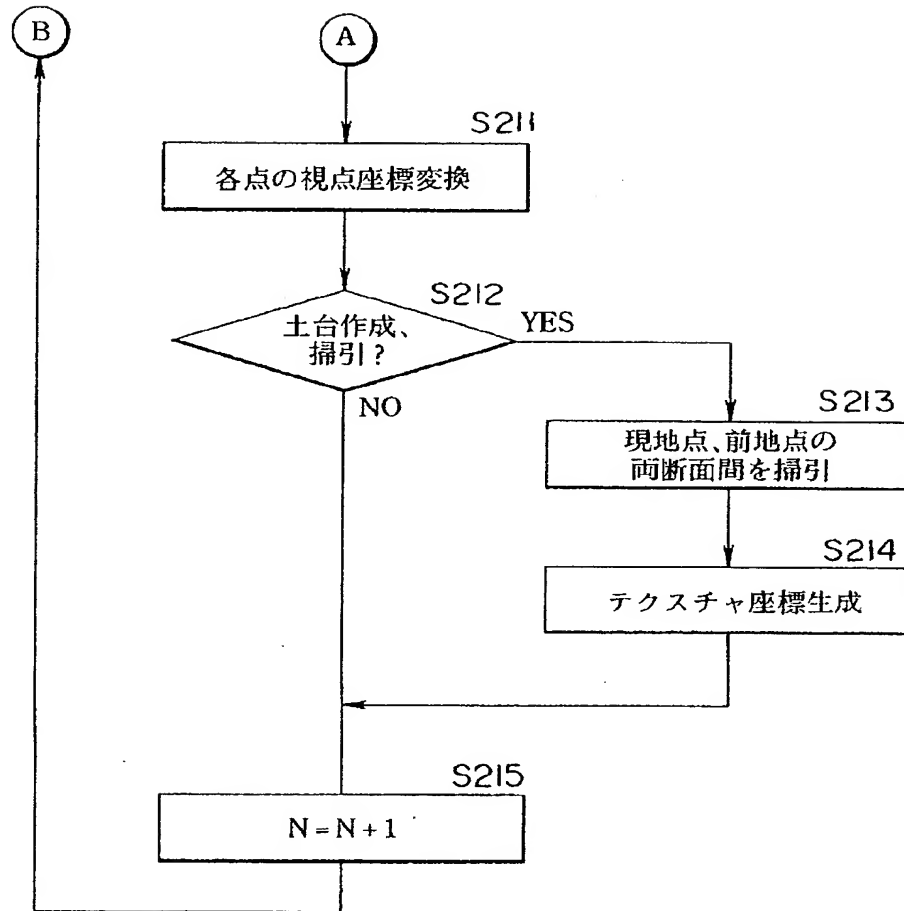 B
A
S211
各点の視点座標変換
S212
土台作成、
掃引?
YES
NO
S213
現地点、前地点の
両断面間を掃引
S214
テクスチャ座標生成
S215
N=N+1